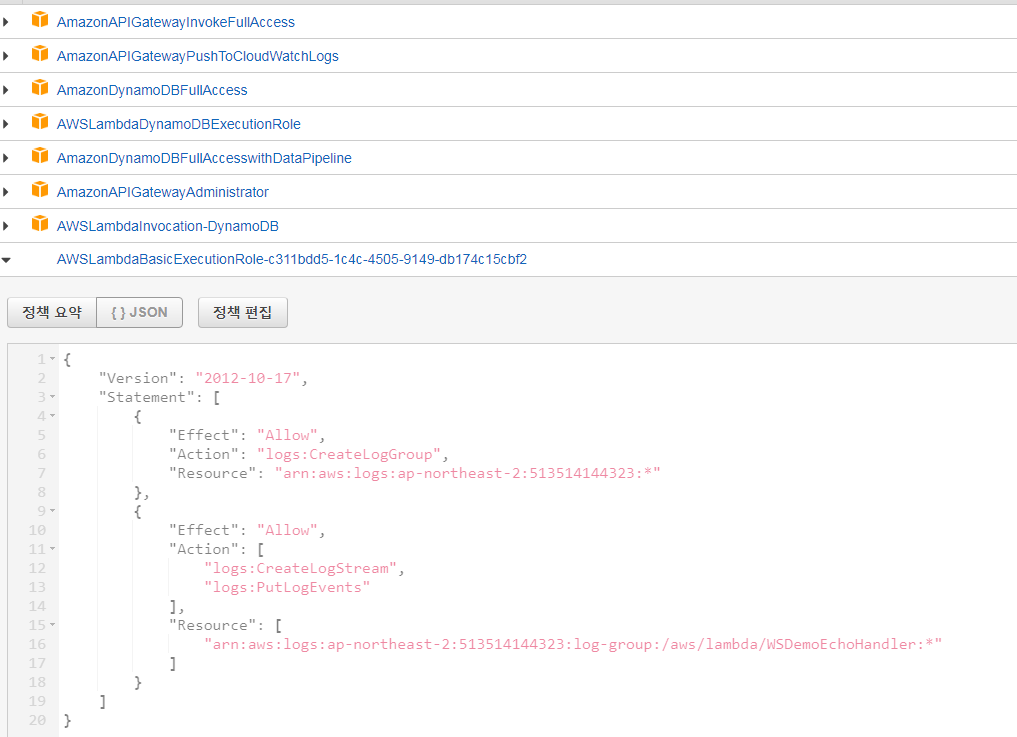 AmazonAPIGatewayInvokeFullAccess
AmazonAPIGatewayPushToCloudWatchLogs
AmazonDynamoDBFullAccess
AWSLambdaDynamoDBExecutionRole
AmazonDynamoDBFullAccesswithDataPipeline
AmazonAPIGatewayAdministrator
AWSLambdaInvocation-DynamoDB
AWSLambdaBasicExecutionRole-c311bdd5-1c4c-4505-9149-db174c15cbf2
정책 요약 { } JSON 정책 편집
1 {
2     "Version": "2012-10-17",
3     "Statement": [
4         {
5             "Effect": "Allow",
6             "Action": "logs:CreateLogGroup",
7             "Resource": "arn:aws:logs:ap-northeast-2:513514144323:*"
8         },
9         {
10             "Effect": "Allow",
11             "Action": [
12                 "logs:CreateLogStream",
13                 "logs:PutLogEvents"
14             ],
15             "Resource": [
16                 "arn:aws:logs:ap-northeast-2:513514144323:log-group:/aws/lambda/WSDemoEchoHandler:*"
17             ]
18         }
19     ]
20 }